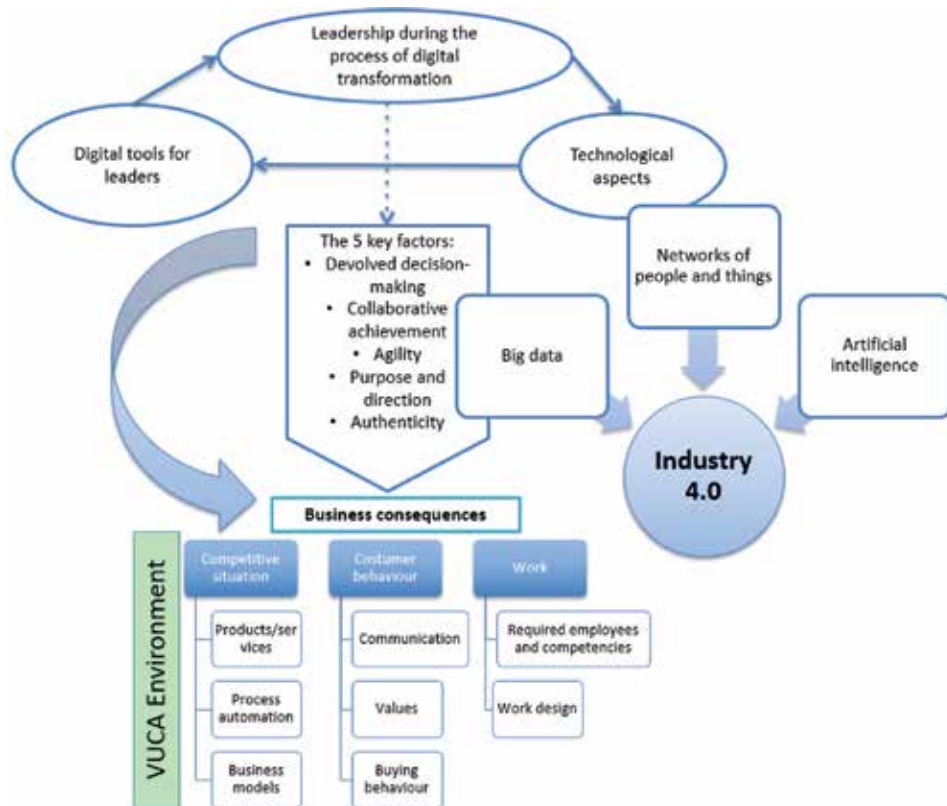 Leadership during the
process of digital
transformation
Digital tools for
leaders
Technological
aspects
The 5 key factors:
• Devolved decision-
making
• Collaborative
achievement
• Agility
• Purpose and
direction
• Authenticity
Networks of
people and things
Big data
Artificial
intelligence
Industry
4.0
Business consequences
VUCA Environment
Competitive
situation
Products/ser
vices
Process
automation
Business
models
Costumer
behaviour
Communication
Values
Buying
behaviour
Work
Required employees
and competencies
Work design